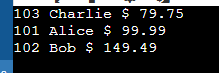 103 Charlie $ 79.75
101 Alice $ 99.99
102 Bob $ 149.49